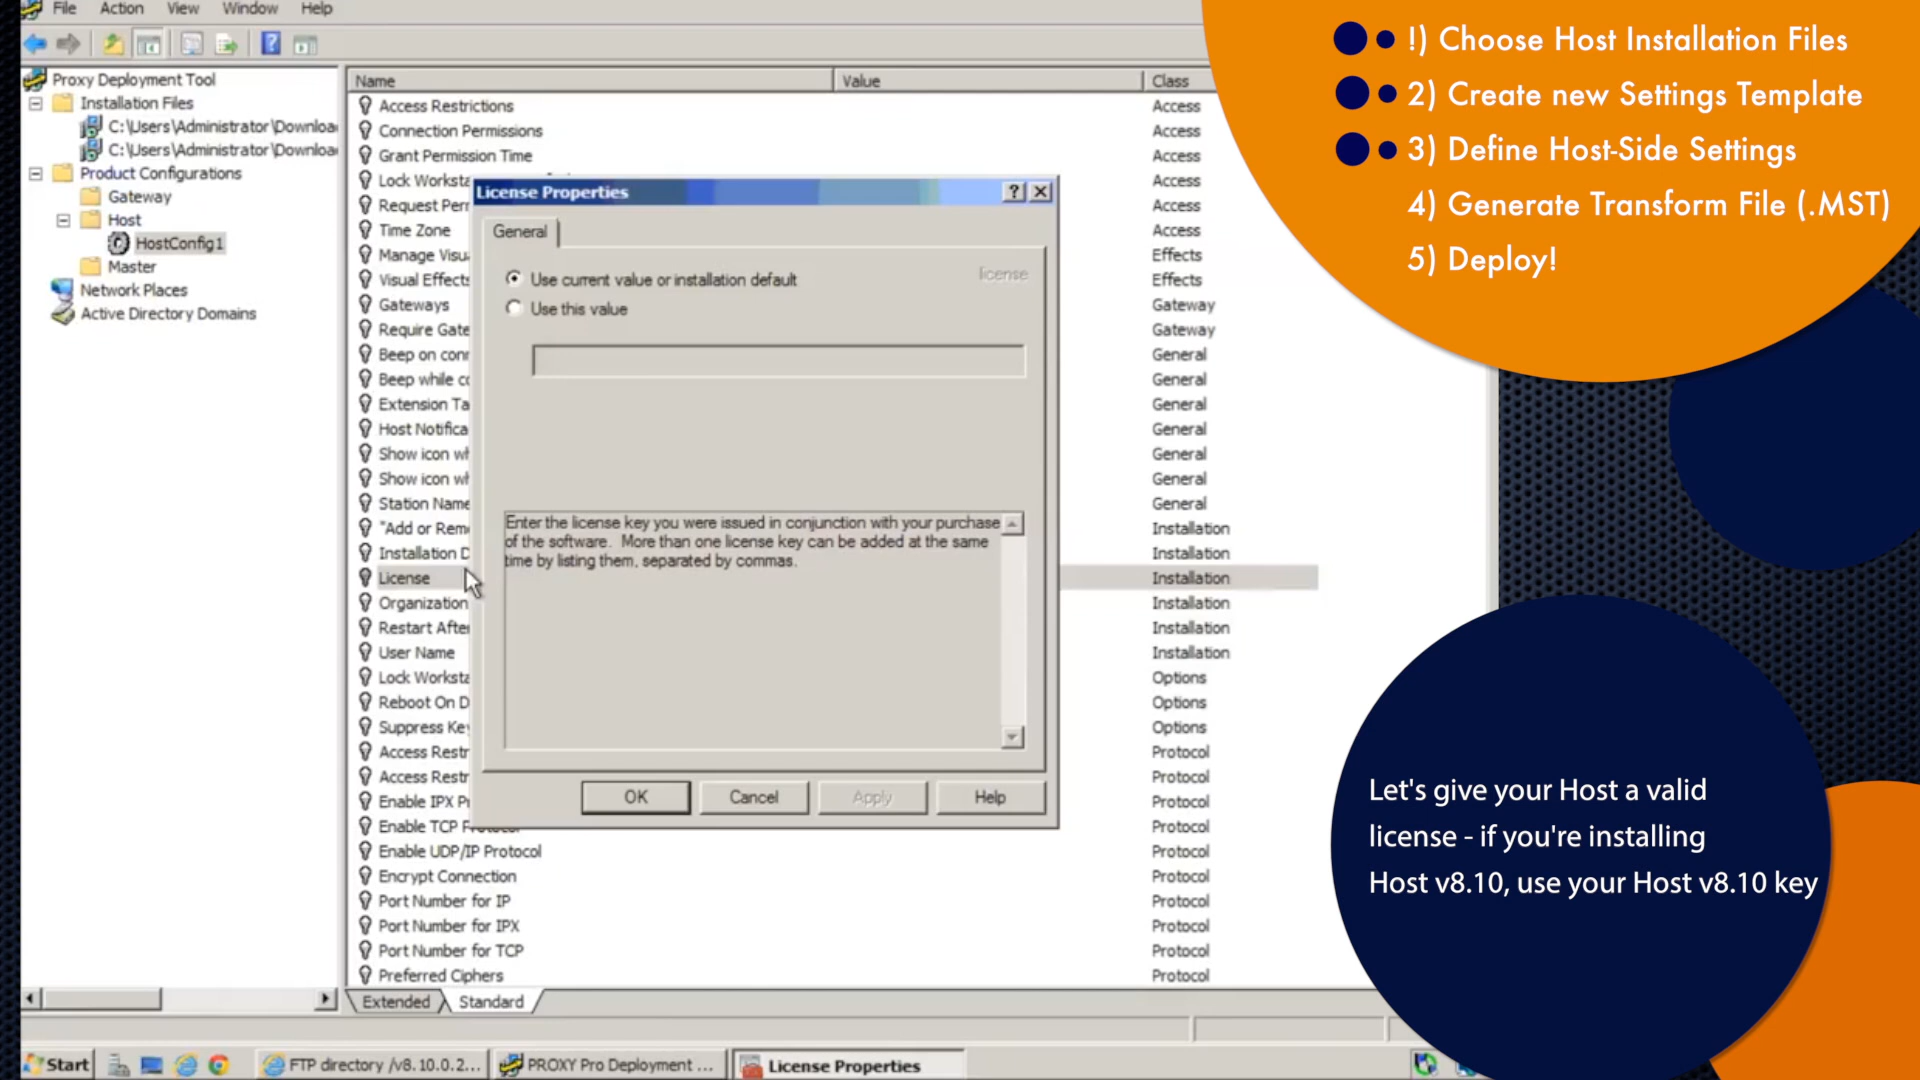 File Action View Window Help
Proxy Deployment Tool
Installation Files
C:\Users\Administrator\Downloa
C:\Users\Administrator\Downloa
Product Configurations
Gateway
Host
HostConfig1
Master
Network Places
Active Directory Domains
Name Value Class
Access Restrictions Access
Connection Permissions Access
Grant Permission Time Access
Lock Worksta Access
Request Per Access
Time Zone Access
Manage Visu Effects
Visual Effects Effects
Gateways Gateway
Require Gate Gateway
Beep on conn General
Beep while co General
Extension Ta General
Host Notifica General
Show icon wh General
Show icon wh General
Station Name General
"Add or Rem Installation
Installation D Installation
License Installation
Organization Installation
Restart After Installation
User Name Installation
Lock Worksta Options
Reboot On D Options
Suppress Key Options
Access Restr Protocol
Access Restr Protocol
Enable IPX Pr Protocol
Enable TCP Protocol
Enable UDP/IP Protocol Protocol
Encrypt Connection Protocol
Port Number for IP Protocol
Port Number for IPX Protocol
Port Number for TCP Protocol
Preferred Ciphers Protocol
Extended Standard
License Properties
General
Use current value or installation default
license
Use this value
Enter the license key you were issued in conjunction with your purchase
of the software. More than one license key can be added at the same
time by listing them, separated by commas.
OK Cancel Apply Help
!) Choose Host Installation Files
2) Create new Settings Template
3) Define Host-Side Settings
4) Generate Transform File (.MST)
5) Deploy!
Let's give your Host a valid
license - if you're installing
Host v8.10, use your Host v8.10 key
Start FTP directory /v8.10.0.2... PROXY Pro Deployment ... License Properties